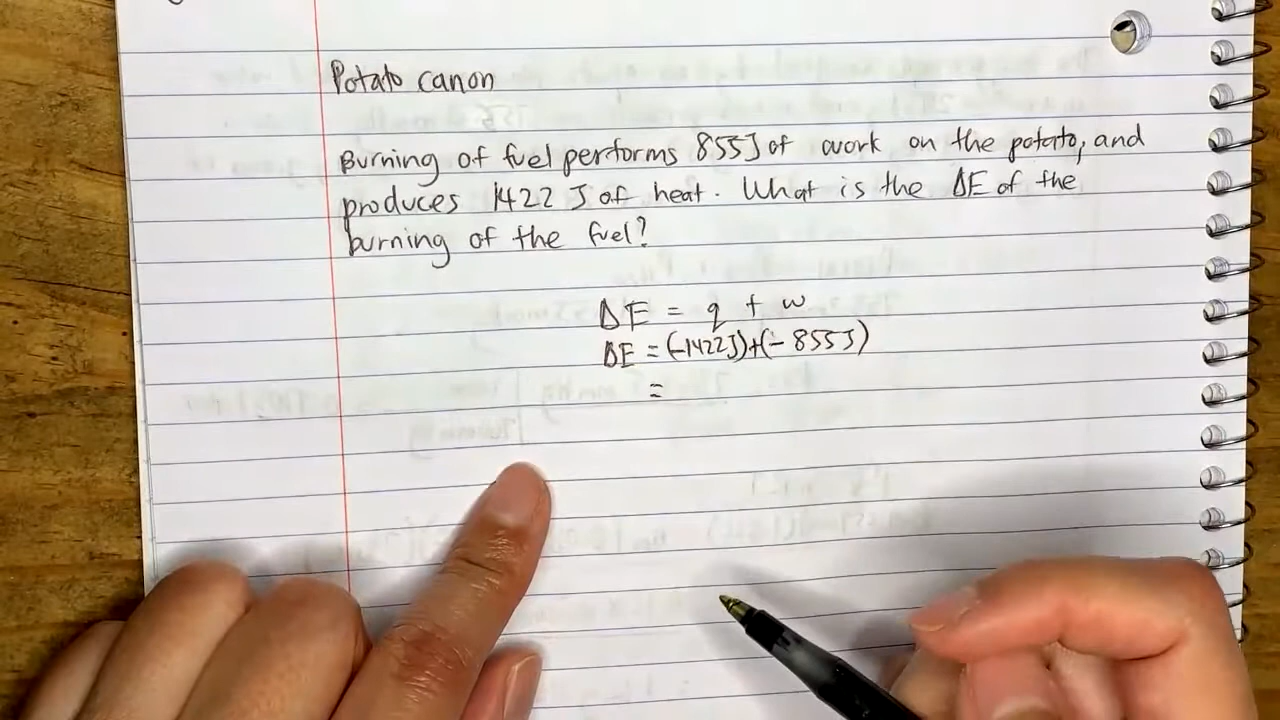 Potato canon
Burning of fuel performs 855J of work on the potato, and
produces 1422 J of heat. What is the ΔE of the
burning of the fuel?
ΔE = q + w
ΔE = (-1422J)+(-855J)
=